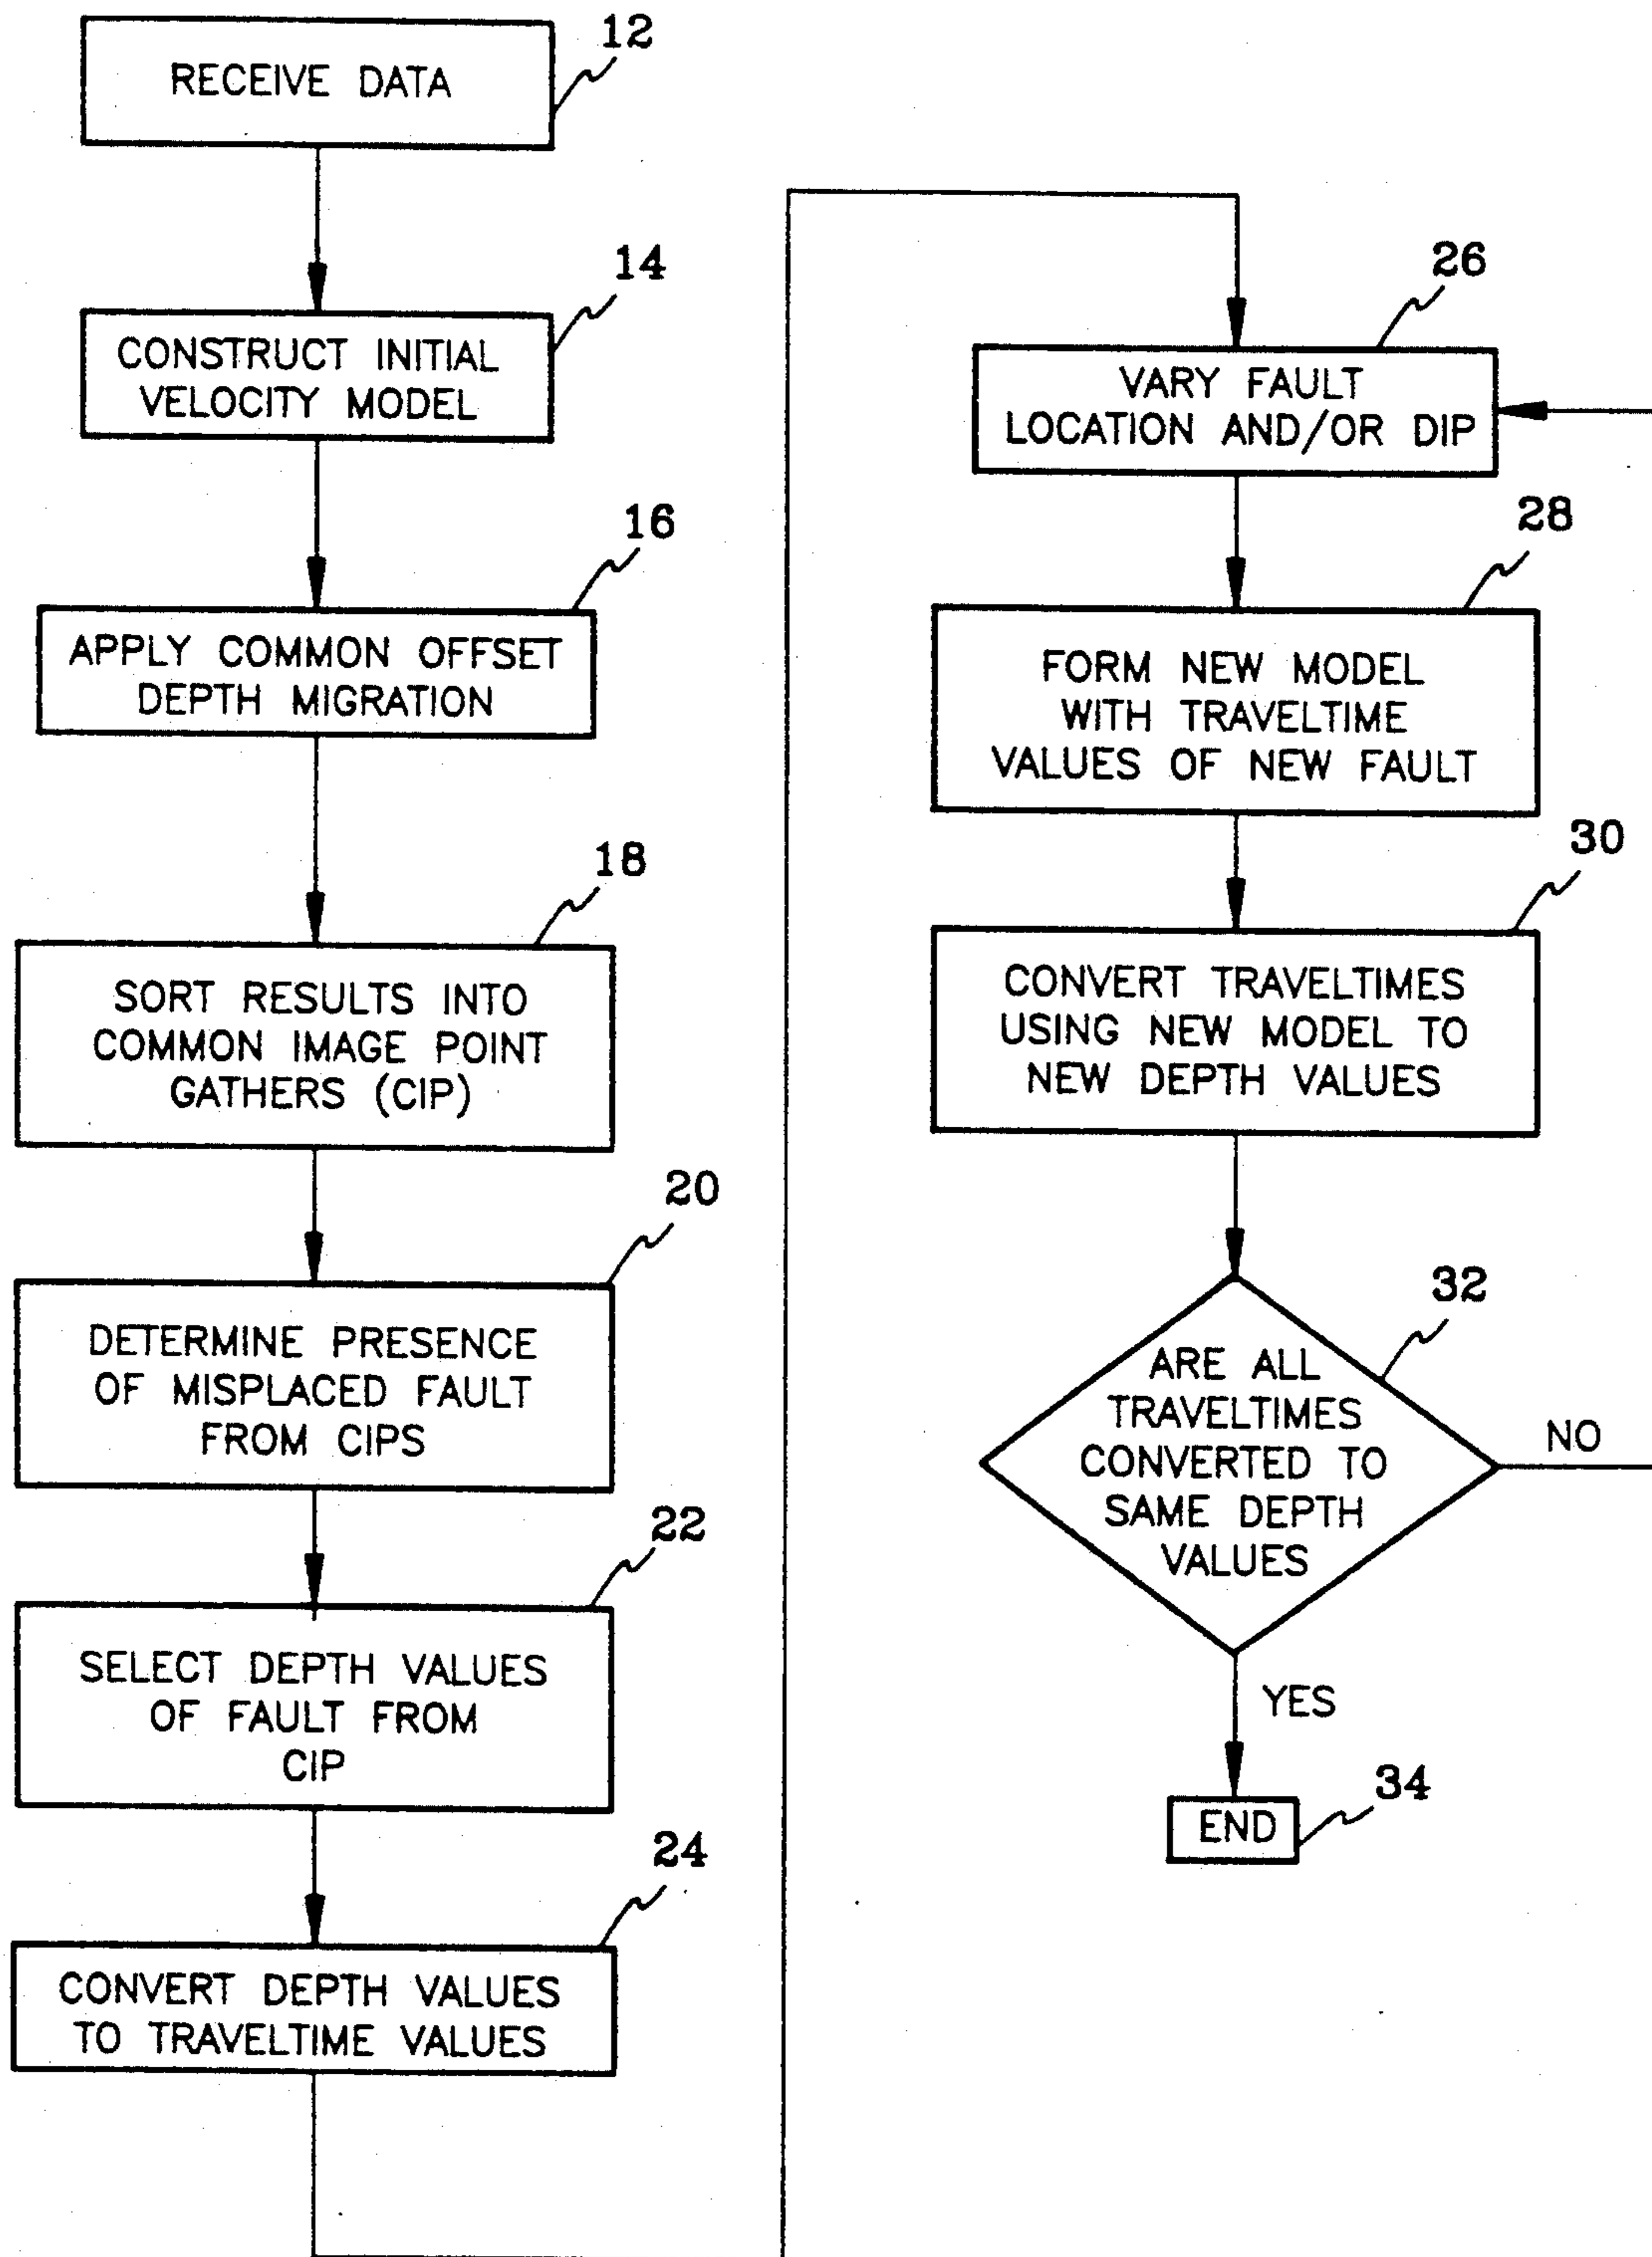 12
RECEIVE DATA
14
CONSTRUCT INITIAL
VELOCITY MODEL
16
APPLY COMMON OFFSET
DEPTH MIGRATION
18
SORT RESULTS INTO
COMMON IMAGE POINT
GATHERS (CIP)
20
DETERMINE PRESENCE
OF MISPLACED FAULT
FROM CIPS
22
SELECT DEPTH VALUES
OF FAULT FROM
CIP
24
CONVERT DEPTH VALUES
TO TRAVELTIME VALUES
26
VARY FAULT
LOCATION AND/OR DIP
28
FORM NEW MODEL
WITH TRAVELTIME
VALUES OF NEW FAULT
30
CONVERT TRAVELTIMES
USING NEW MODEL TO
NEW DEPTH VALUES
32
ARE ALL
TRAVELTIMES
CONVERTED TO
SAME DEPTH
VALUES
NO
YES
34
END